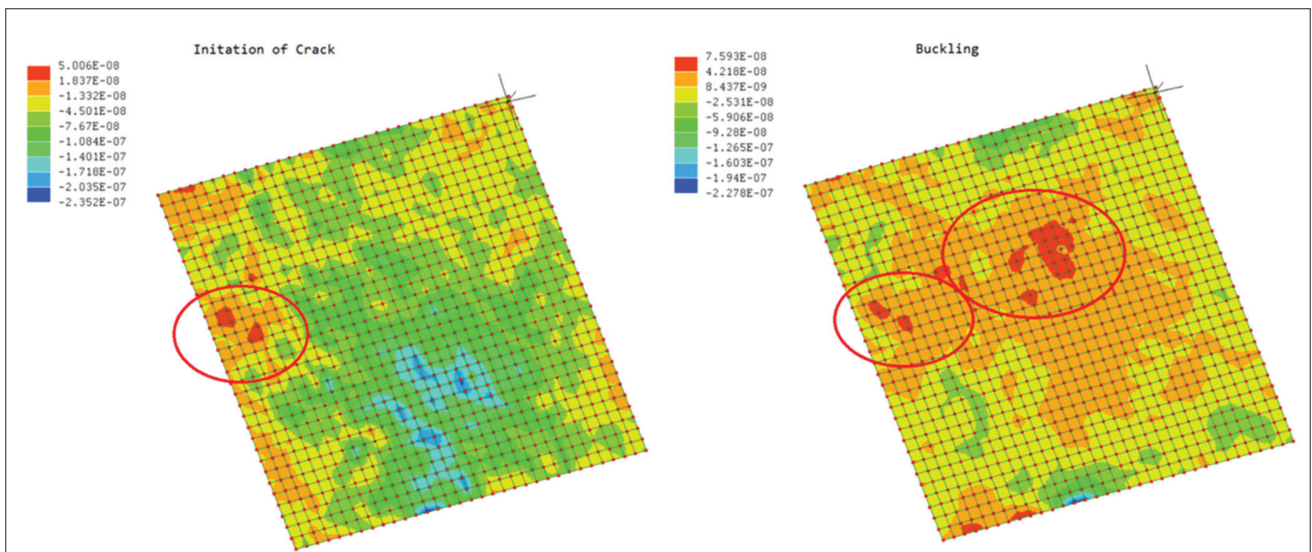 Initation of Crack
5.006E-08
1.837E-08
-1.332E-08
-4.501E-08
-7.67E-08
-1.084E-07
-1.401E-07
-1.718E-07
-2.035E-07
-2.352E-07
Buckling
7.593E-08
4.218E-08
8.437E-09
-2.531E-08
-5.906E-08
-9.28E-08
-1.265E-07
-1.603E-07
-1.94E-07
-2.278E-07